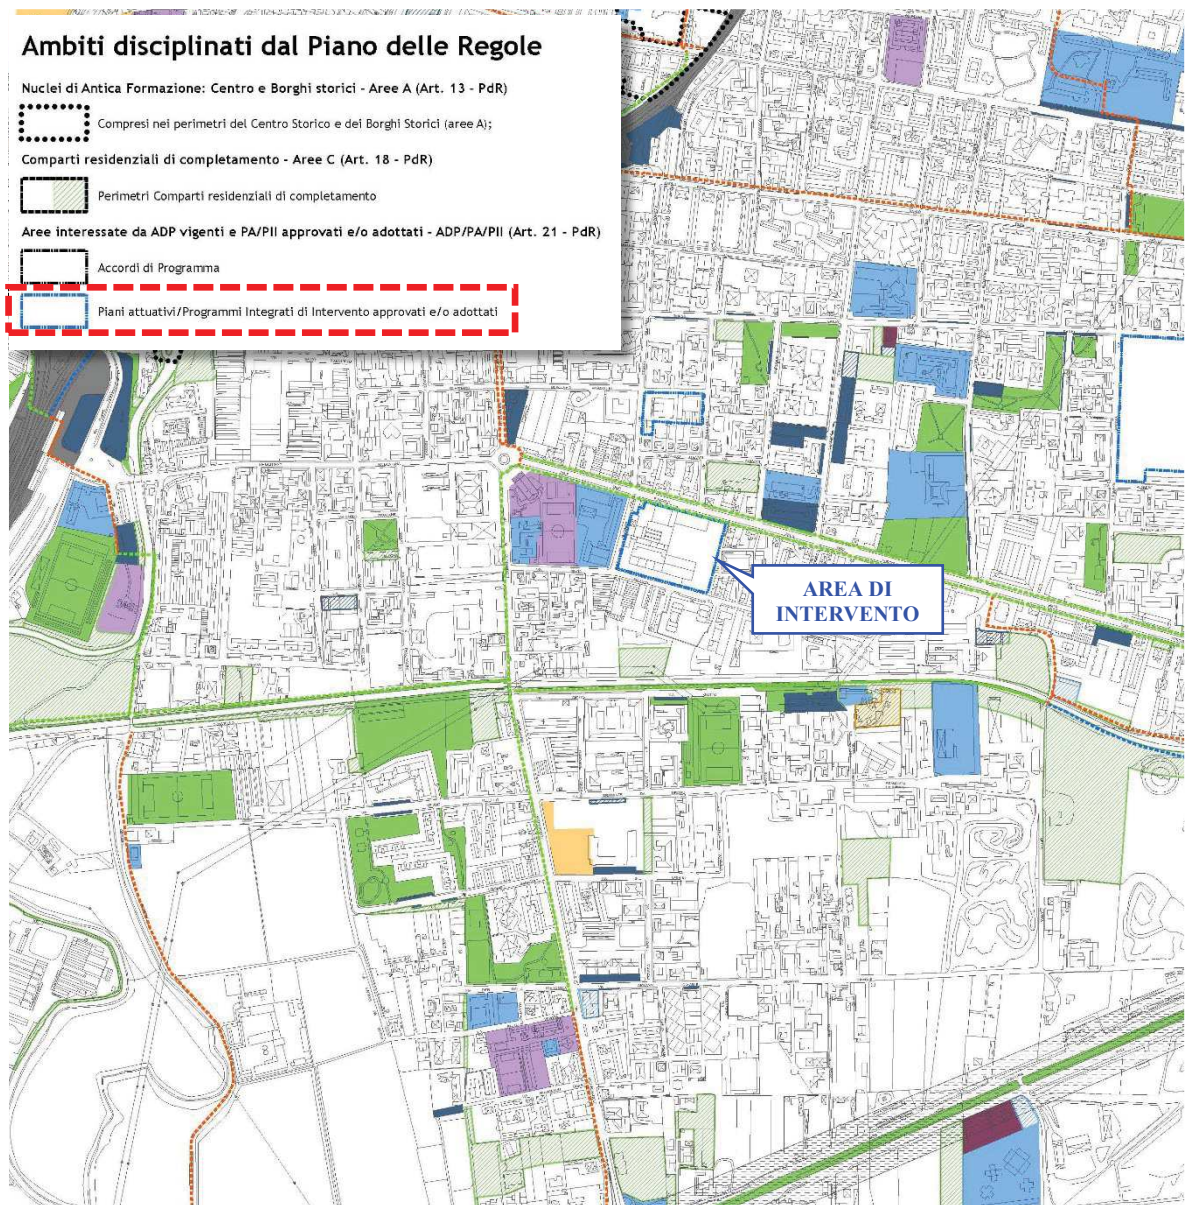 Ambiti disciplinati dal Piano delle Regole
Nuclei di Antica Formazione: Centro e Borghi storici - Aree A (Art. 13 - PdR)
Compresi nei perimetri del Centro Storico e dei Borghi Storici (aree A);
Comparti residenziali di completamento - Aree C (Art. 18 - PdR)
Perimetri Comparti residenziali di completamento
Aree interessate da ADP vigenti e PA/PII approvati e/o adottati - ADP/PA/PII (Art. 21 - PdR)
Accordi di Programma
Piani attuativi/Programmi Integrati di Intervento approvati e/o adottati
AREA DI
INTERVENTO